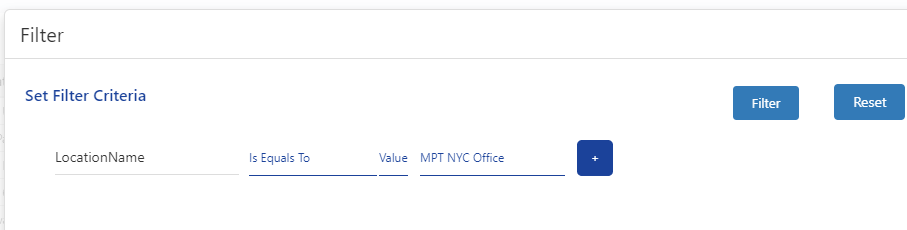 Filter
Set Filter Criteria
Filter
Reset
LocationName Is Equals To Value MPT NYC Office +